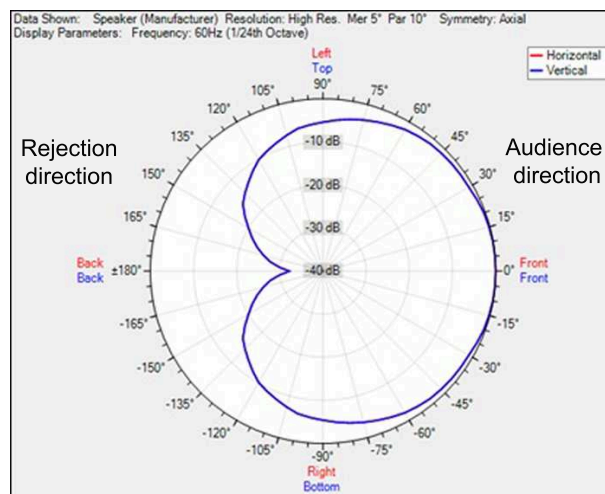 Data Shown: Speaker (Manufacturer) Resolution: High Res. Mer 5° Par 10° Symmetry: Axial
Display Parameters: Frequency: 60Hz (1/24th Octave)
Left
Top
Horizontal
Vertical
90°
105°
75°
120°
60°
135°
45°
-10 dB
Rejection
direction
Audience
direction
150°
30°
-20 dB
165°
15°
-30 dB
Back
Back
±180°
-40 dB
0°
Front
Front
-165°
-15°
-150°
-30°
-135°
-45°
-120°
-60°
-105°
-75°
-90°
Right
Bottom